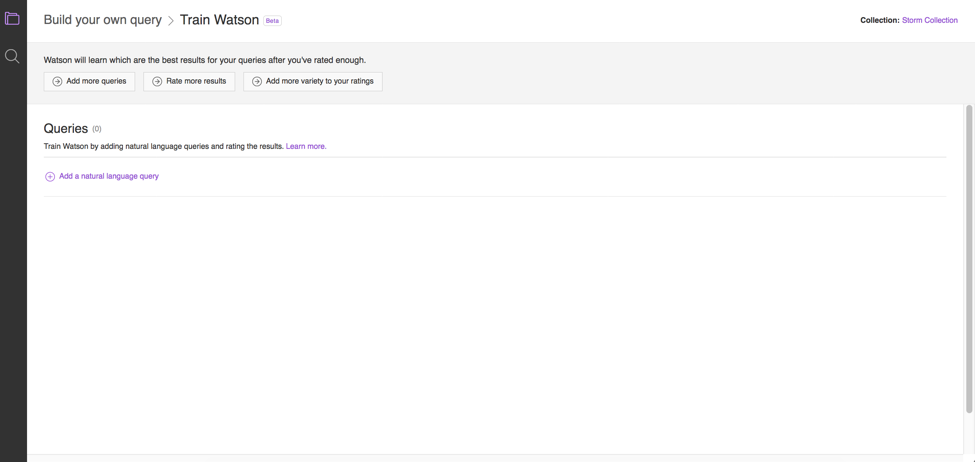 Build your own query > Train Watson Beta
Collection: Storm Collection
Watson will learn which are the best results for your queries after you've rated enough.
Add more queries
Rate more results
Add more variety to your ratings
Queries (0)
Train Watson by adding natural language queries and rating the results. Learn more.
Add a natural language query